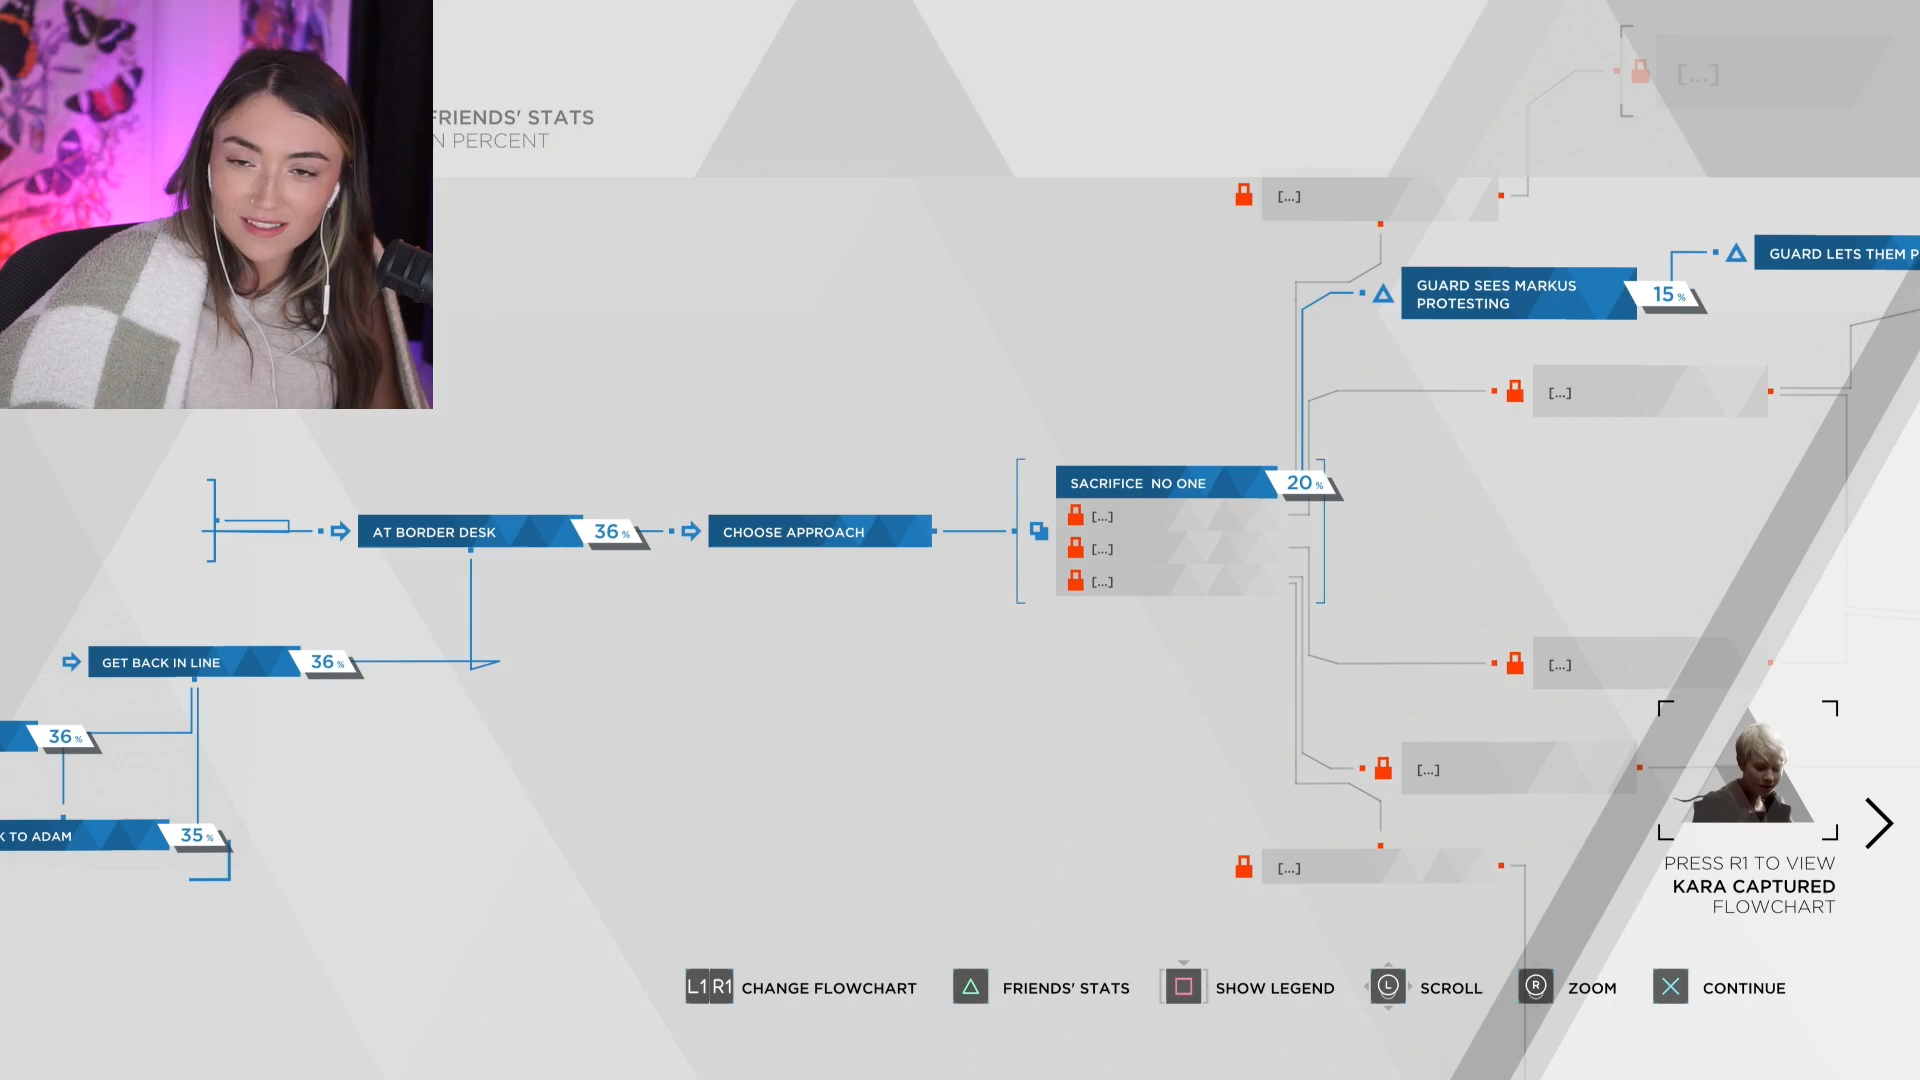 FRIENDS' STATS
N PERCENT
[...]
[...]
GUARD LETS THEM P
GUARD SEES MARKUS
PROTESTING
15 %
[...]
SACRIFICE NO ONE
20 %
[...]
[...]
[...]
AT BORDER DESK
36 %
CHOOSE APPROACH
GET BACK IN LINE
36 %
[...]
36 %
[...]
K TO ADAM
35 %
[...]
PRESS R1 TO VIEW
KARA CAPTURED
FLOWCHART
L1 R1 CHANGE FLOWCHART
FRIENDS' STATS
SHOW LEGEND
L SCROLL
R ZOOM
CONTINUE